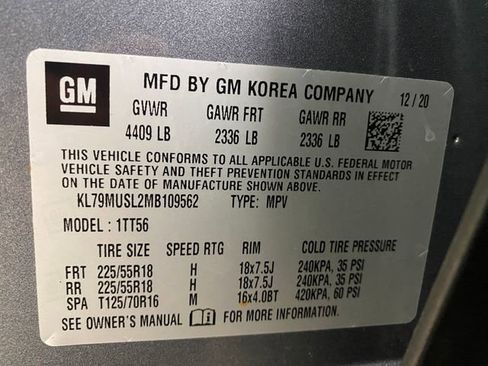 GM
MFD BY GM KOREA COMPANY 12/20
GVWR GAWR FRT GAWR RR
4409 LB 2336 LB 2336 LB
THIS VEHICLE CONFORMS TO ALL APPLICABLE U.S. FEDERAL MOTOR
VEHICLE SAFETY AND THEFT PREVENTION STANDARDS IN EFFECT
ON THE DATE OF MANUFACTURE SHOWN ABOVE.
KL79MUSL2MB109562 TYPE: MPV
MODEL : 1TT56
TIRE SIZE SPEED RTG RIM COLD TIRE PRESSURE
FRT 225/55R18 H 18x7.5J 240KPA, 35 PSI
RR 225/55R18 H 18x7.5J 240KPA, 35 PSI
SPA T125/70R16 M 16x4.0BT 420KPA, 60 PSI
SEE OWNER'S MANUAL FOR MORE INFORMATION.